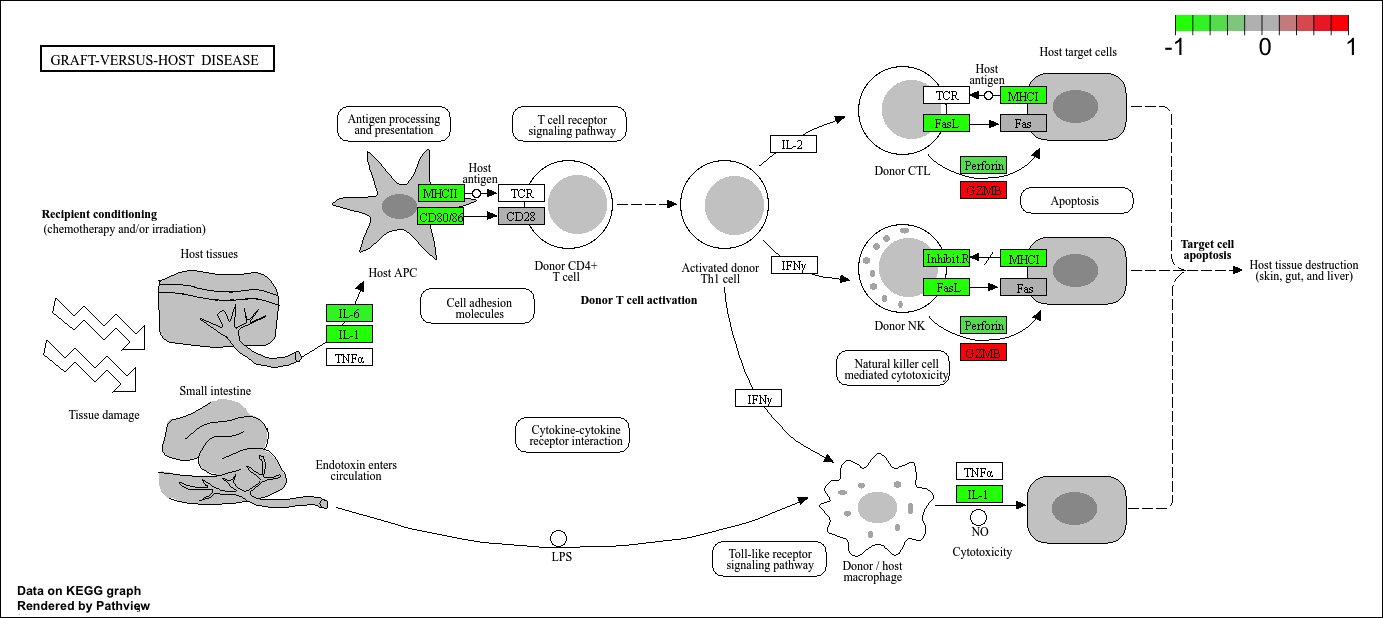 -1 0 1
GRAFT-VERSUS-HOST DISEASE
Host target cells
Host
antigen
TCR
MHCI
FasL
Fas
Perforin
GZMB
Donor CTL
Apoptosis
Antigen processing
and presentation
T cell receptor
signaling pathway
IL-2
Host
antigen
MHCII
TCR
CD80/86
CD28
Recipient conditioning
(chemotherapy and/or irradiation)
Host tissues
Host APC
Donor CD4+
T cell
Activated donor
Th1 cell
IFNγ
Donor T cell activation
Cell adhesion
molecules
Inhibit.R
MHCI
FasL
Fas
Perforin
GZMB
Donor NK
Natural killer cell
mediated cytotoxicity
Target cell
apoptosis
Host tissue destruction
(skin, gut, and liver)
IL-6
IL-1
TNFα
Small intestine
Tissue damage
IFNγ
Cytokine-cytokine
receptor interaction
Endotoxin enters
circulation
TNFα
IL-1
NO
Cytotoxicity
LPS
Toll-like receptor
signaling pathway
Donor / host
macrophage
Data on KEGG graph
Rendered by Pathview